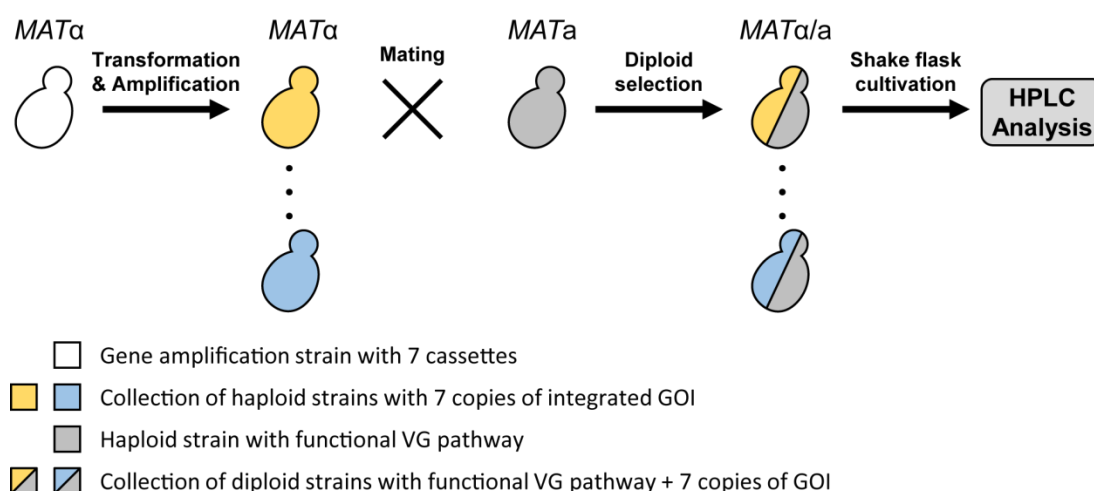 MATα
MATα
MATa
MATα/a
Transformation
& Amplification
Mating
Diploid
selection
Shake flask
cultivation
HPLC
Analysis
Gene amplification strain with 7 cassettes
Collection of haploid strains with 7 copies of integrated GOI
Haploid strain with functional VG pathway
Collection of diploid strains with functional VG pathway + 7 copies of GOI